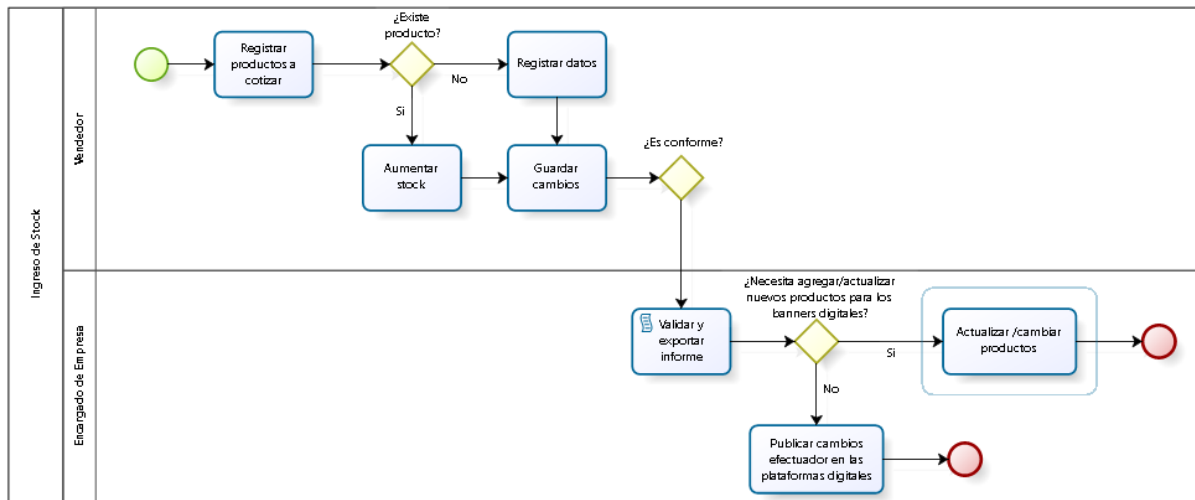 Ingreso de Stock
Vendedor
¿Existe
producto?
Registrar
productos a
cotizar
No
Registrar datos
Si
Aumentar
stock
Guardar
cambios
¿Es conforme?
Encargado de Empresa
¿Necesita agregar/actualizar
nuevos productos para los
banners digitales?
Validar y
exportar
informe
Si
Actualizar /cambiar
productos
No
Publicar cambios
efectuador en las
plataformas digitales